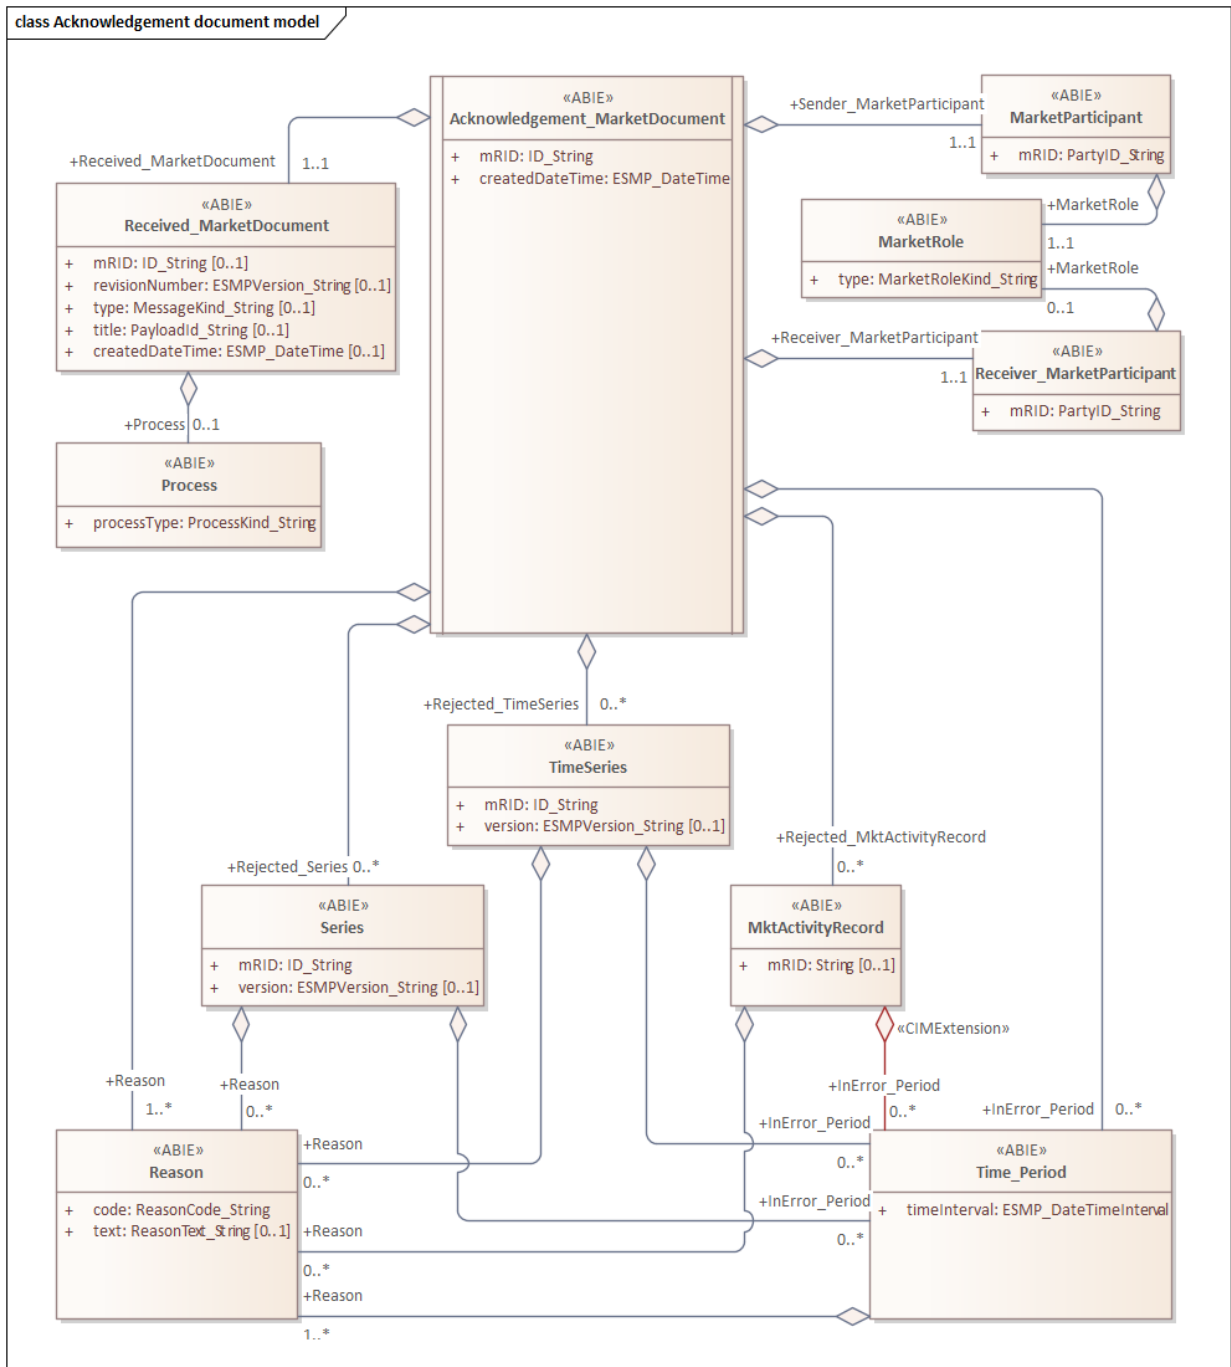 class Acknowledgement document model
«ABIE»
Acknowledgement_MarketDocument
+ mRID: ID_String
+ createdDateTime: ESMP_DateTime
+Sender_MarketParticipant
1..1
«ABIE»
MarketParticipant
+ mRID: PartyID_String
+Received_MarketDocument
1..1
«ABIE»
Received_MarketDocument
+ mRID: ID_String [0..1]
+ revisionNumber: ESMPVersion_String [0..1]
+ type: MessageKind_String [0..1]
+ title: PayloadId_String [0..1]
+ createdDateTime: ESMP_DateTime [0..1]
+MarketRole
1..1
«ABIE»
MarketRole
+ type: MarketRoleKind_String
+MarketRole
0..1
+Receiver_MarketParticipant
1..1
«ABIE»
Receiver_MarketParticipant
+ mRID: PartyID_String
+Process 0..1
«ABIE»
Process
+ processType: ProcessKind_String
+Rejected_TimeSeries 0..*
«ABIE»
TimeSeries
+ mRID: ID_String
+ version: ESMPVersion_String [0..1]
+Rejected_MktActivityRecord
0..*
+Rejected_Series 0..*
«ABIE»
Series
+ mRID: ID_String
+ version: ESMPVersion_String [0..1]
«ABIE»
MktActivityRecord
+ mRID: String [0..1]
«CIMExtension»
+Reason
1..*
+Reason
0..*
+InError_Period
0..*
+InError_Period 0..*
«ABIE»
Reason
+ code: ReasonCode_String
+ text: ReasonText_String [0..1]
+Reason
0..*
+Reason
0..*
+Reason
1..*
+InError_Period
0..*
+InError_Period
0..*
«ABIE»
Time_Period
+ timeInterval: ESMP_DateTimeInterval